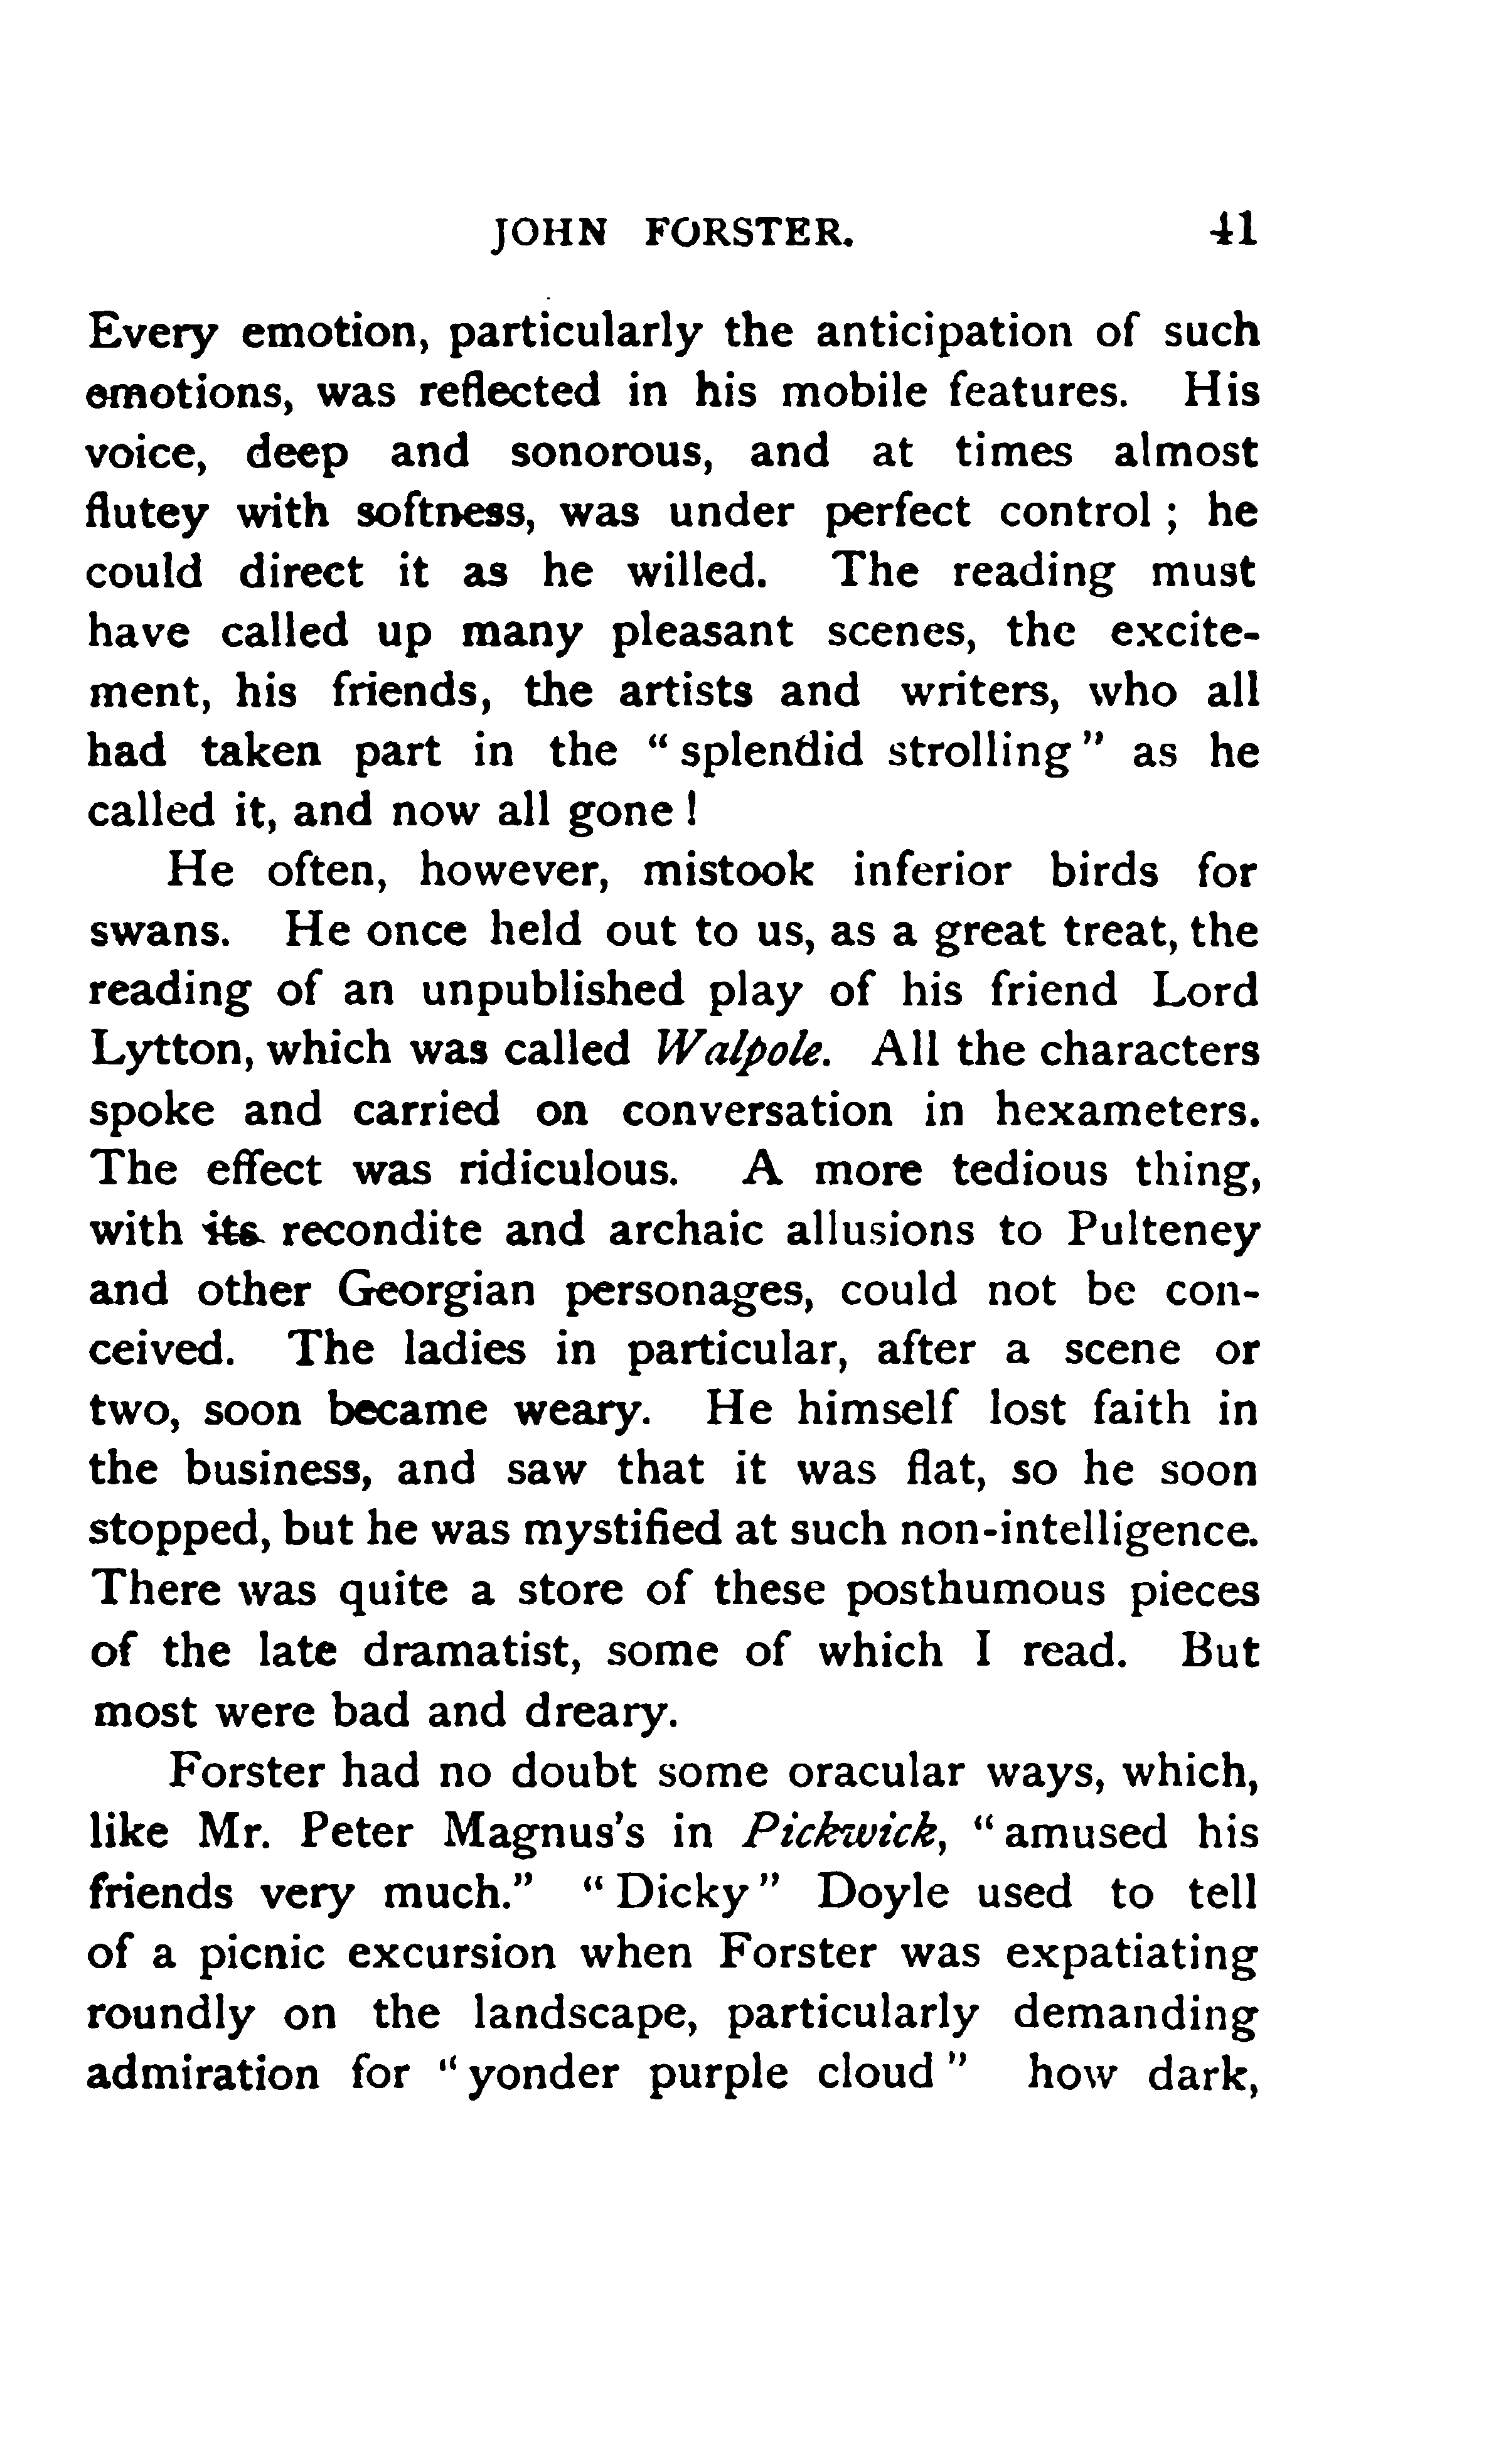 JOHN FORSTER. 41
Every emotion, particularly the anticipation of such
emotions, was reflected in his mobile features. His
voice, deep and sonorous, and at times almost
flutey with softness, was under perfect control ; he
could direct it as he willed. The reading must
have called up many pleasant scenes, the excite-
ment, his friends, the artists and writers, who all
had taken part in the “ splendid strolling ” as he
called it, and now all gone !
He often, however, mistook inferior birds for
swans. He once held out to us, as a great treat, the
reading of an unpublished play of his friend Lord
Lytton, which was called Walpole. All the characters
spoke and carried on conversation in hexameters.
The effect was ridiculous. A more tedious thing,
with its recondite and archaic allusions to Pulteney
and other Georgian personages, could not be con-
ceived. The ladies in particular, after a scene or
two, soon became weary. He himself lost faith in
the business, and saw that it was flat, so he soon
stopped, but he was mystified at such non-intelligence.
There was quite a store of these posthumous pieces
of the late dramatist, some of which I read. But
most were bad and dreary.
Forster had no doubt some oracular ways, which,
like Mr. Peter Magnus's in Pickwick, “ amused his
friends very much.” “ Dicky ” Doyle used to tell
of a picnic excursion when Forster was expatiating
roundly on the landscape, particularly demanding
admiration for “ yonder purple cloud ” how dark,